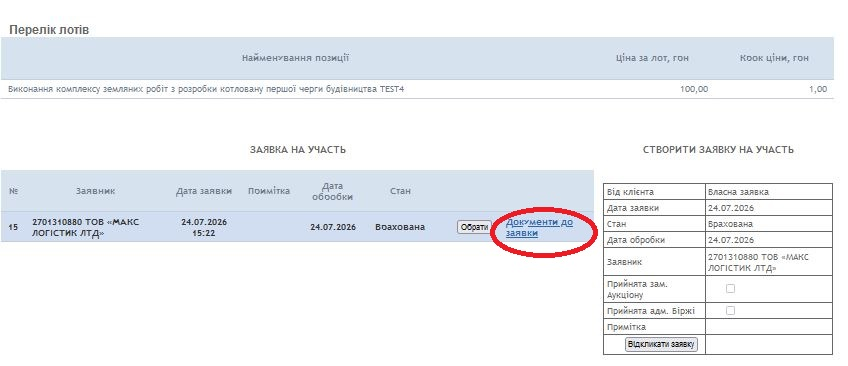 Перелік лотів
Найменування позиції Ціна за лот, грн Крок ціни, грн
Виконання комплексу земляних робіт з розробки котловану першої черги будівництва TEST4 100,00 1,00
ЗАЯВКА НА УЧАСТЬ
№ Заявник Дата заявки Примітка Дата обробки Стан
15 2701310880 ТОВ «МАКС ЛОГІСТИК ЛТД» 24.07.2026 15:22 24.07.2026 Врахована Обрати Документи до заявки
СТВОРИТИ ЗАЯВКУ НА УЧАСТЬ
Від клієнта Власна заявка
Дата заявки 24.07.2026
Стан Врахована
Дата обробки 24.07.2026
Заявник 2701310880 ТОВ «МАКС ЛОГІСТИК ЛТД»
Прийнята зам. Аукціону
Прийнята адм. Біржі
Примітка
Відкликати заявку